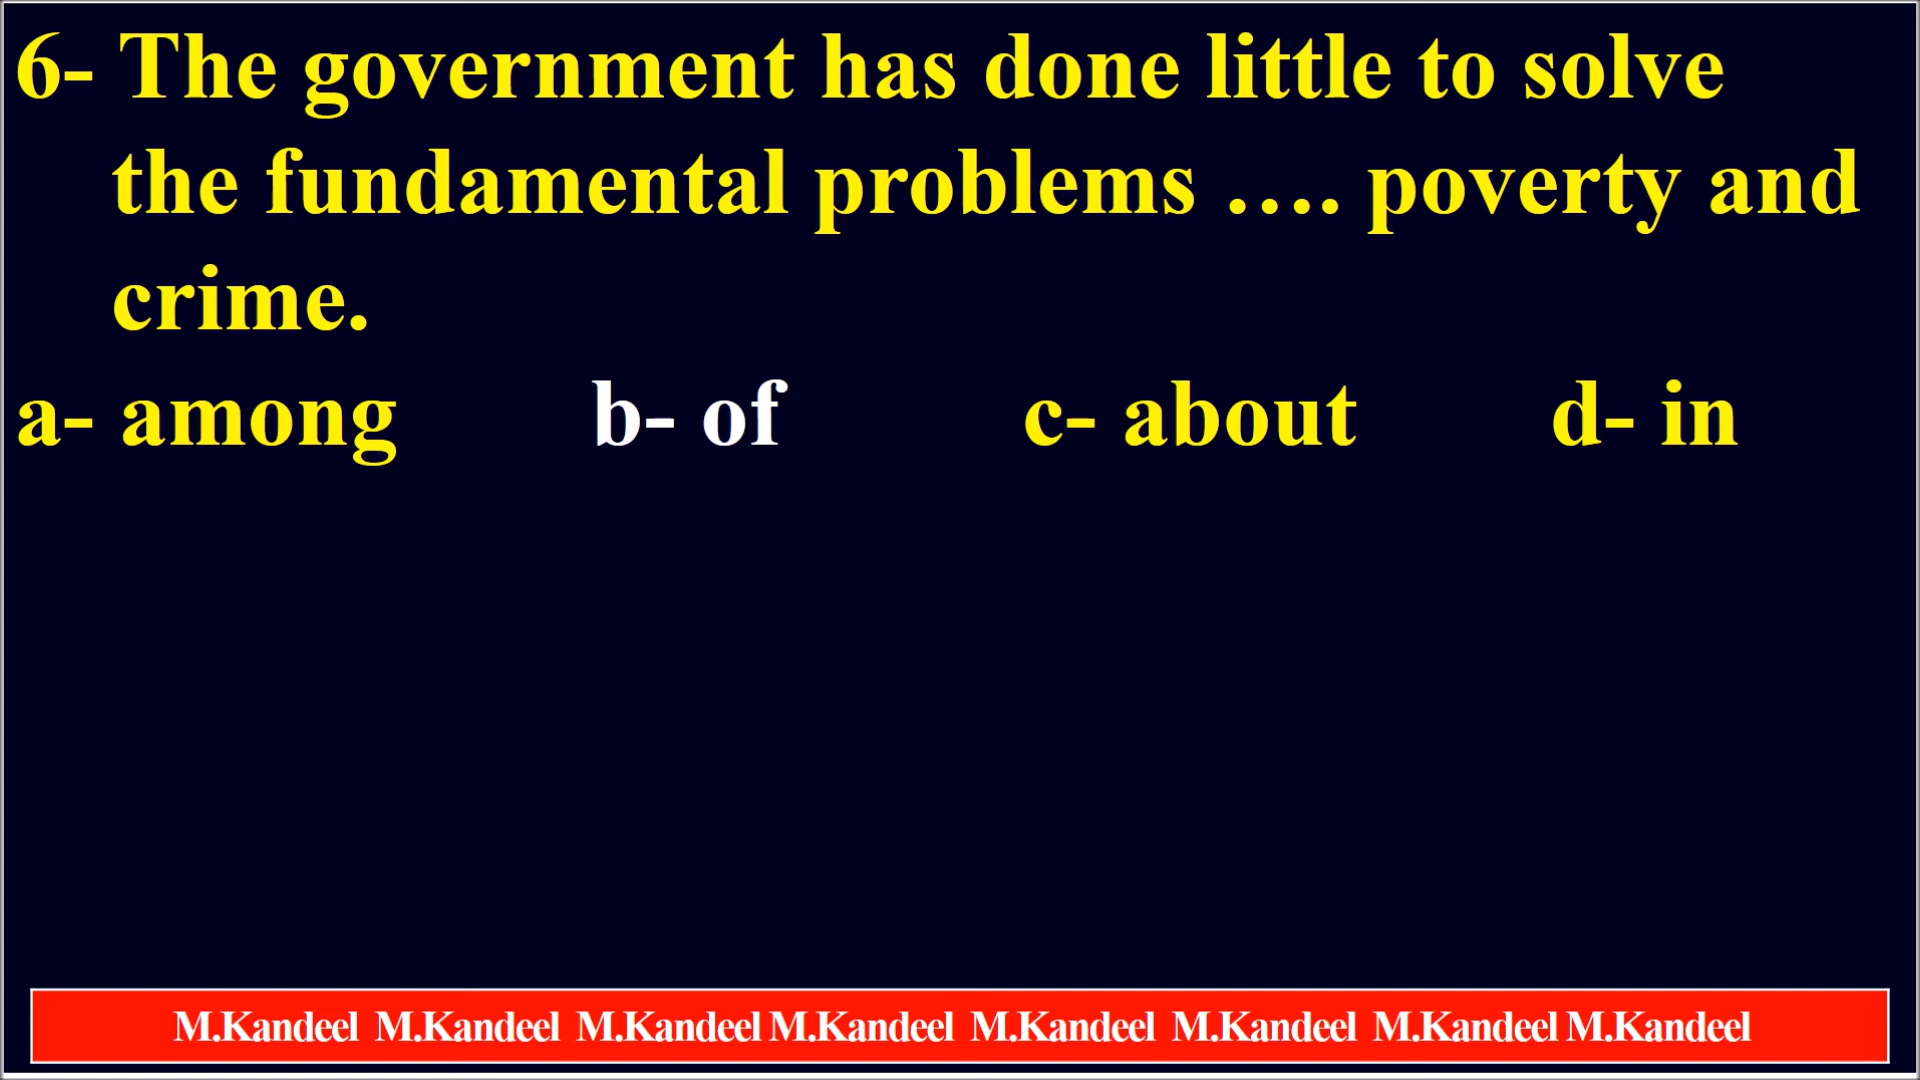 6- The government has done little to solve
the fundamental problems .... poverty and
crime.
a- among b- of c- about d- in
M.Kandeel M.Kandeel M.Kandeel M.Kandeel M.Kandeel M.Kandeel M.Kandeel M.Kandeel